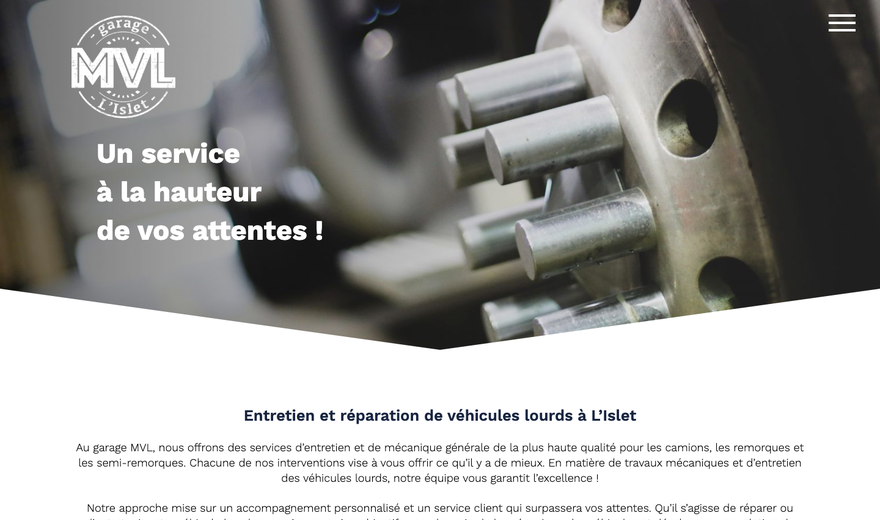 garage
MVL
L'Islet
Un service
à la hauteur
de vos attentes !
Entretien et réparation de véhicules lourds à L’Islet
Au garage MVL, nous offrons des services d’entretien et de mécanique générale de la plus haute qualité pour les camions, les remorques et
les semi-remorques. Chacune de nos interventions vise à vous offrir ce qu’il y a de mieux. En matière de travaux mécaniques et d’entretien
des véhicules lourds, notre équipe vous garantit l’excellence !
Notre approche mise sur un accompagnement personnalisé et un service client qui surpassera vos attentes. Qu’il s’agisse de réparer ou